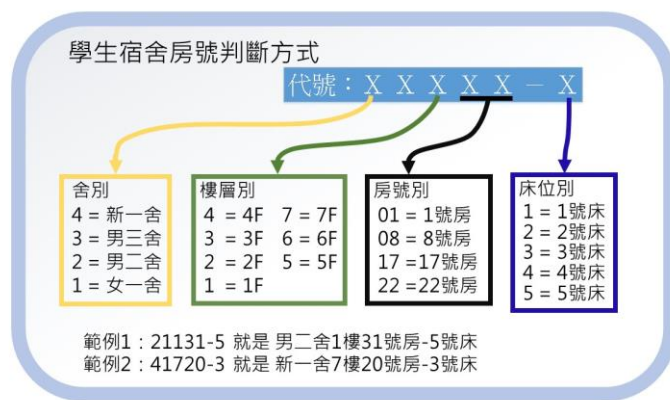 學生宿舍房號判斷方式
代號：X X X X X － X
舍別
4 = 新一舍
3 = 男三舍
2 = 男二舍
1 = 女一舍
樓層別
4 = 4F 7 = 7F
3 = 3F 6 = 6F
2 = 2F 5 = 5F
1 = 1F
房號別
01 = 1號房
08 = 8號房
17 =17號房
22 =22號房
床位別
1 = 1號床
2 = 2號床
3 = 3號床
4 = 4號床
5 = 5號床
範例1：21131-5 就是 男二舍1樓31號房-5號床
範例2：41720-3 就是 新一舍7樓20號房-3號床